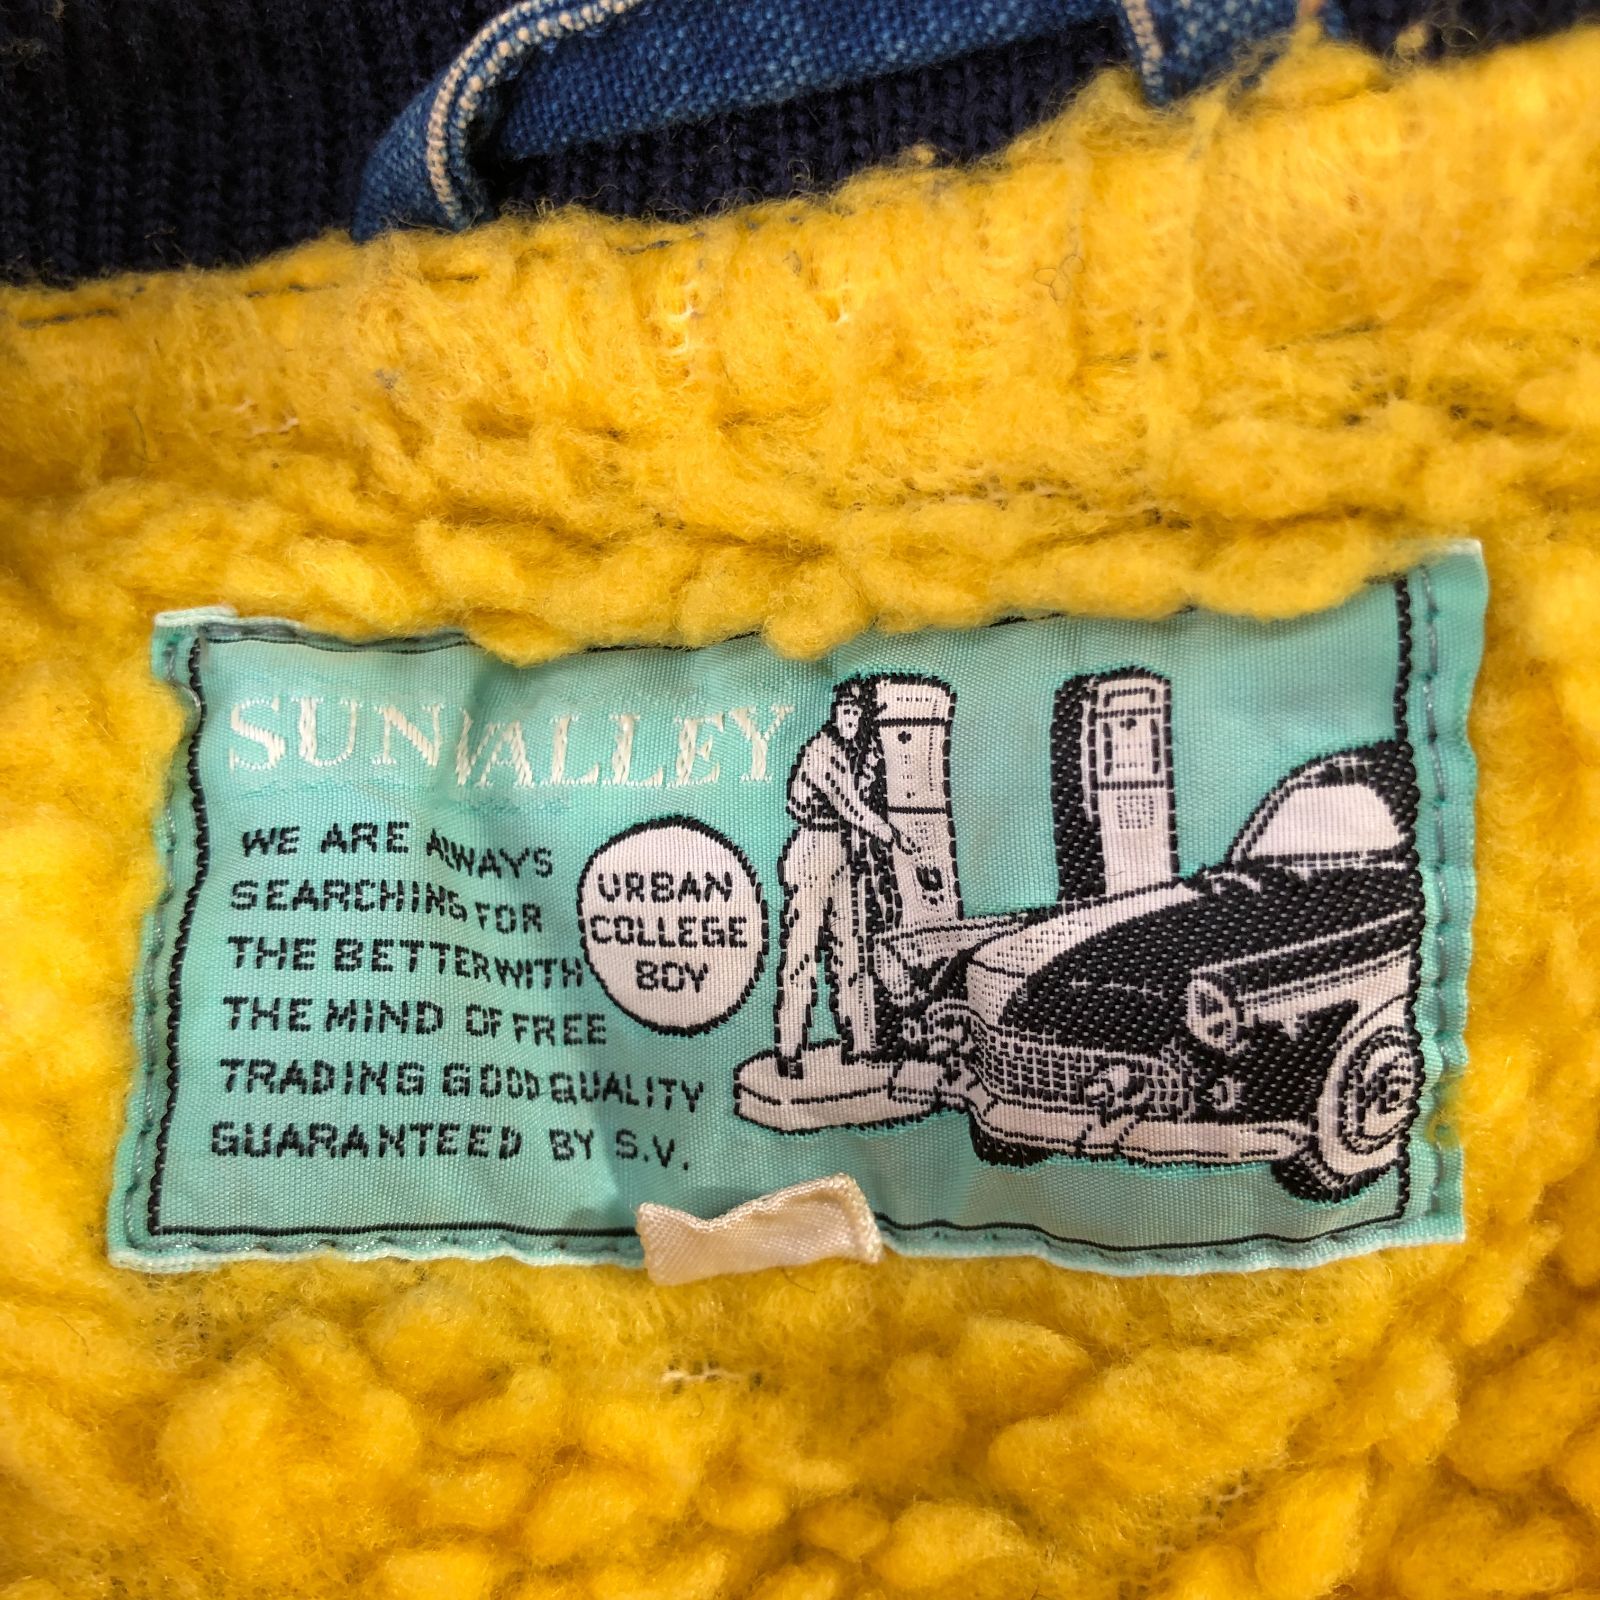 SUNVALLEY
WE ARE ALWAYS
SEARCHING FOR
THE BETTER WITH
THE MIND OF FREE
TRADING GOOD QUALITY
GUARANTEED BY S.V.
URBAN
COLLEGE
BOY